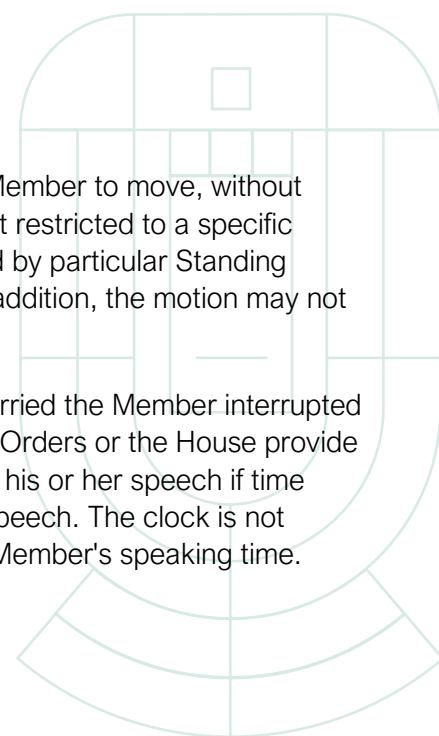 Member to move, without
t restricted to a specific
d by particular Standing
addition, the motion may not
rried the Member interrupted
Orders or the House provide
his or her speech if time
peech. The clock is not
Member's speaking time.